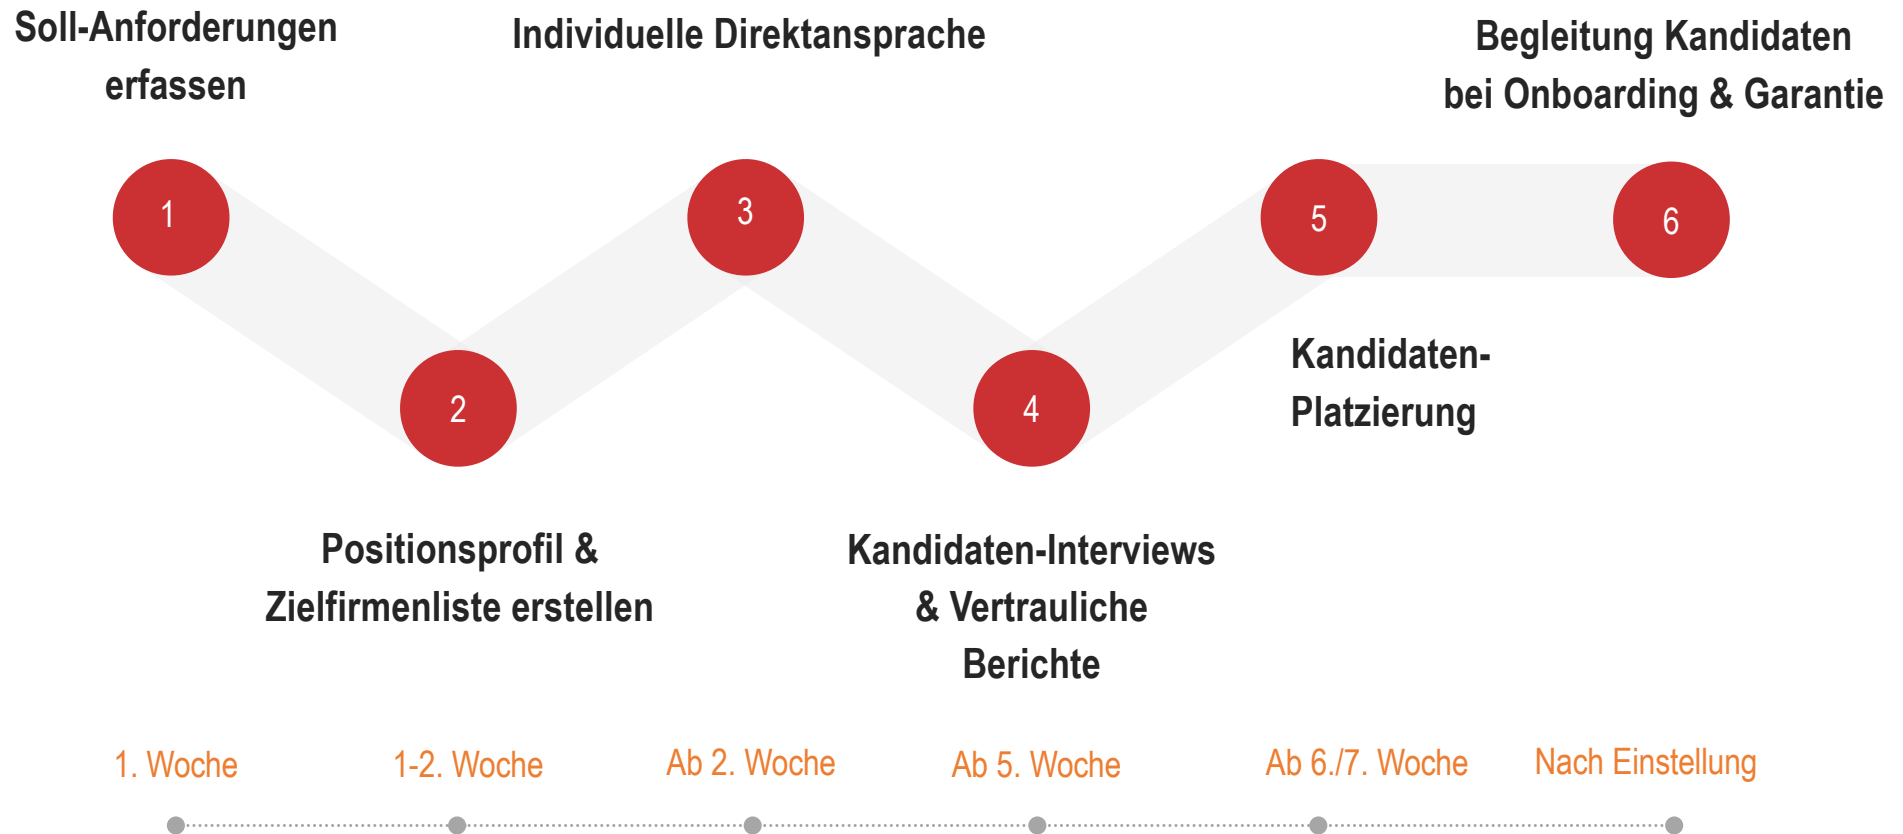 Soll-Anforderungen
erfassen
Individuelle Direktansprache
Begleitung Kandidaten
bei Onboarding & Garantie
1
3
5
6
2
4
Kandidaten-
Platzierung
Positionsprofil &
Zielfirmenliste erstellen
Kandidaten-Interviews
& Vertrauliche
Berichte
1. Woche
1-2. Woche
Ab 2. Woche
Ab 5. Woche
Ab 6./7. Woche
Nach Einstellung